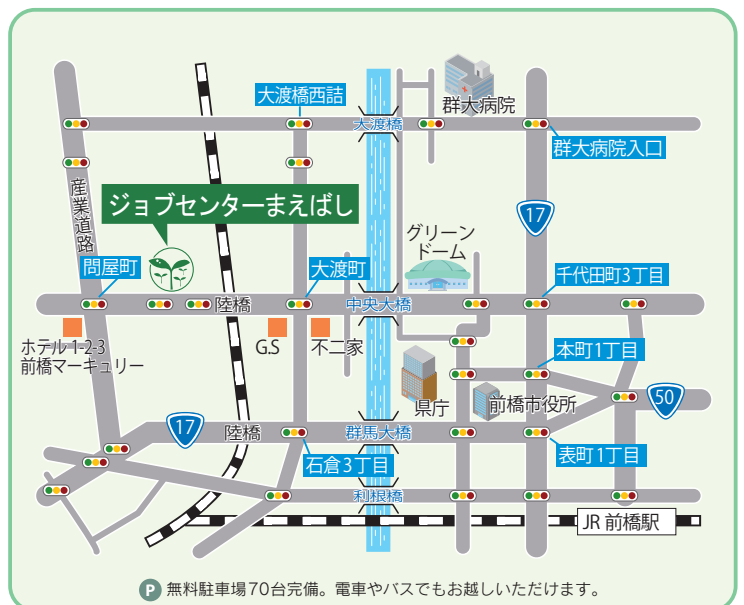 大渡橋西詰
群大病院
大渡橋
群大病院入口
産業道路
ジョブセンターまえばし
17
グリーン
ドーム
問屋町
大渡町
千代田町3丁目
陸橋
中央大橋
ホテル1-2-3
前橋マーキュリー
G.S
不二家
本町1丁目
県庁
前橋市役所
50
17
陸橋
群馬大橋
石倉3丁目
表町1丁目
利根橋
JR 前橋駅
P 無料駐車場70台完備。電車やバスでもお越しいただけます。